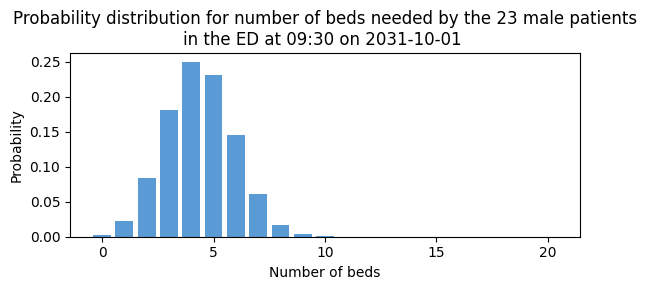 Probability distribution for number of beds needed by the 23 male patients
in the ED at 09:30 on 2031-10-01
0.25
0.20
0.15
0.10
0.05
0.00
Probability
0 5 10 15 20
Number of beds